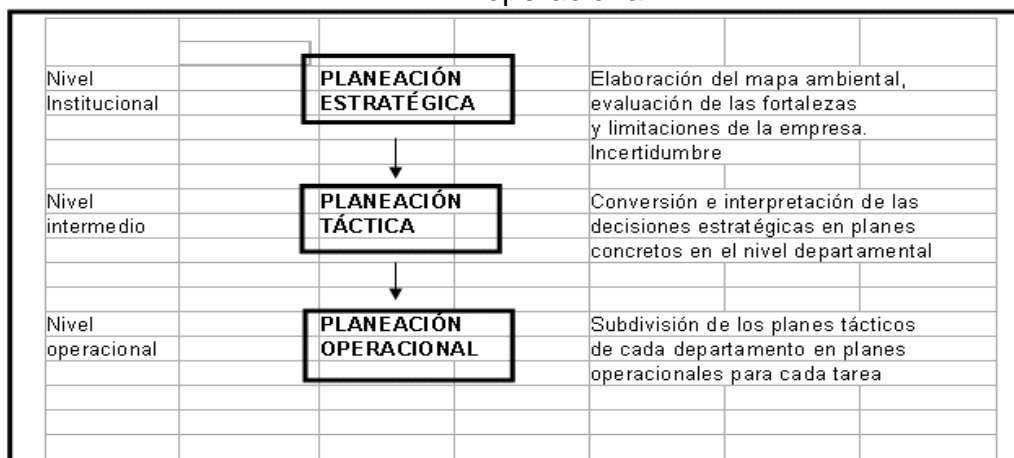 Nivel
Institucional
PLANEACIÓN
ESTRATÉGICA
Elaboración del mapa ambiental,
evaluación de las fortalezas
y limitaciones de la empresa.
Incertidumbre
Nivel
intermedio
PLANEACIÓN
TÁCTICA
Conversión e interpretación de las
decisiones estratégicas en planes
concretos en el nivel departamental
Nivel
operacional
PLANEACIÓN
OPERACIONAL
Subdivisión de los planes tácticos
de cada departamento en planes
operacionales para cada tarea